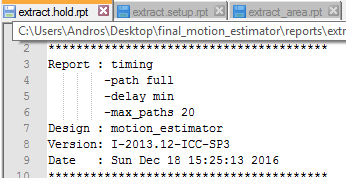 extract.hold.rpt extract.setup.rpt extract_area.rpt
C:\Users\Andros\Desktop\final_motion_estimator\reports\extr
2 ****************************************
3 Report : timing
4 -path full
5 -delay min
6 -max_paths 20
7 Design : motion_estimator
8 Version: I-2013.12-ICC-SP3
9 Date : Sun Dec 18 15:25:13 2016
10 ****************************************